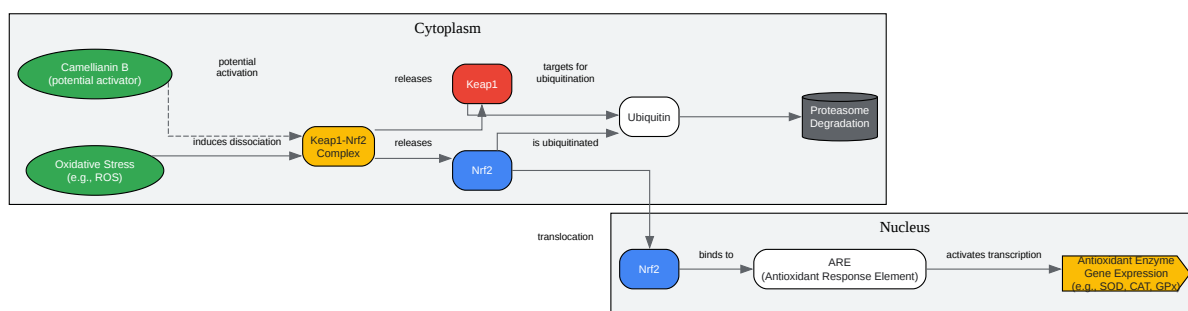 Cytoplasm
Camellianin B
(potential activator)
potential
activation
releases
Keap1
targets for
ubiquitination
Ubiquitin
Proteasome
Degradation
induces dissociation
Keap1-Nrf2
Complex
releases
is ubiquitinated
Oxidative Stress
(e.g., ROS)
Nrf2
Nucleus
translocation
Nrf2
binds to
ARE
(Antioxidant Response Element)
activates transcription
Antioxidant Enzyme
Gene Expression
(e.g., SOD, CAT, GPx)